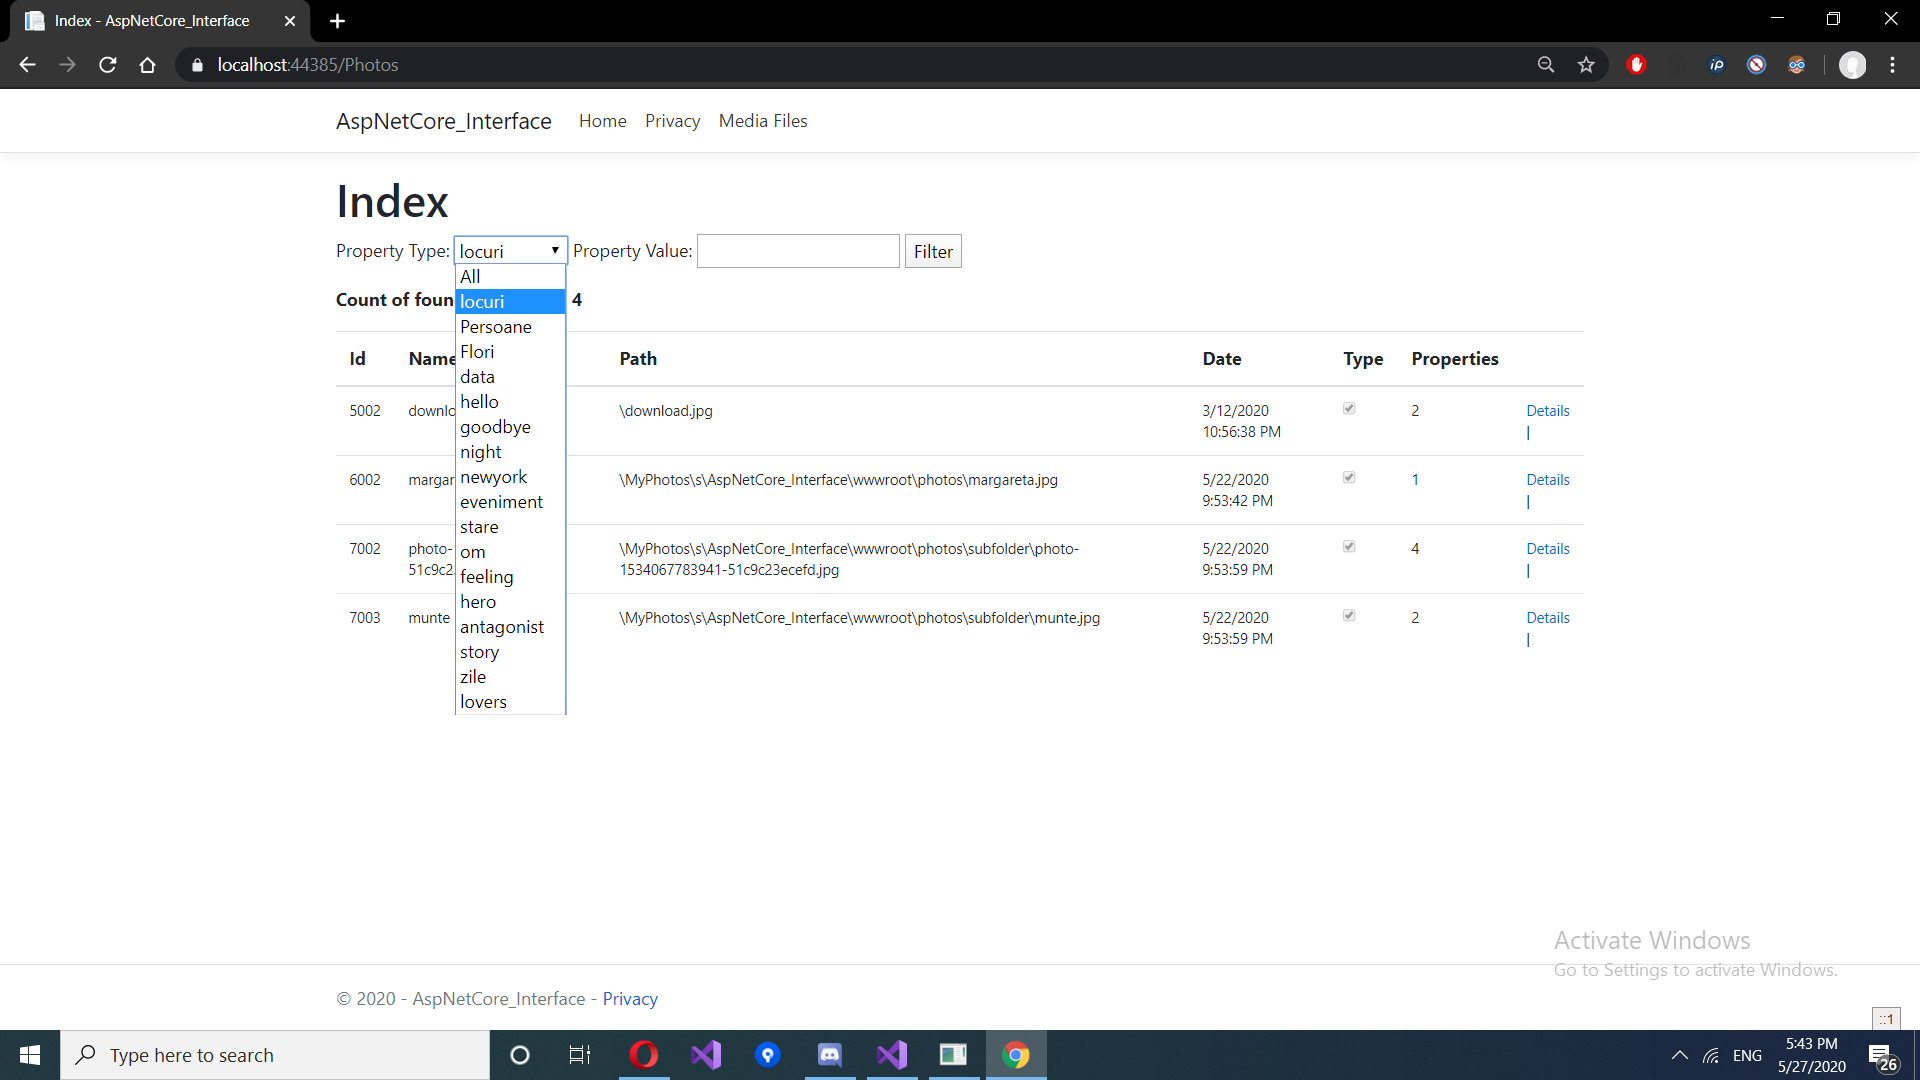 Index - AspNetCore_Interface
localhost:44385/Photos
AspNetCore_Interface Home Privacy Media Files
Index
Property Type: locuri Property Value: Filter
All
Count of foun 4
locuri
Persoane
Flori
data
hello
goodbye
night
newyork
eveniment
stare
om
feeling
hero
antagonist
story
zile
lovers
Id Name Path Date Type Properties
5002 downlo \download.jpg 3/12/2020 2 Details
10:56:38 PM |
6002 margar \MyPhotos\s\AspNetCore_Interface\wwwroot\photos\margareta.jpg 5/22/2020 1 Details
9:53:42 PM |
7002 photo- \MyPhotos\s\AspNetCore_Interface\wwwroot\photos\subfolder\photo- 5/22/2020 4 Details
51c9c2 1534067783941-51c9c23ecefd.jpg 9:53:59 PM |
7003 munte \MyPhotos\s\AspNetCore_Interface\wwwroot\photos\subfolder\munte.jpg 5/22/2020 2 Details
9:53:59 PM |
Activate Windows
Go to Settings to activate Windows.
© 2020 - AspNetCore_Interface - Privacy
::1
Type here to search
ENG
5:43 PM
5/27/2020
26